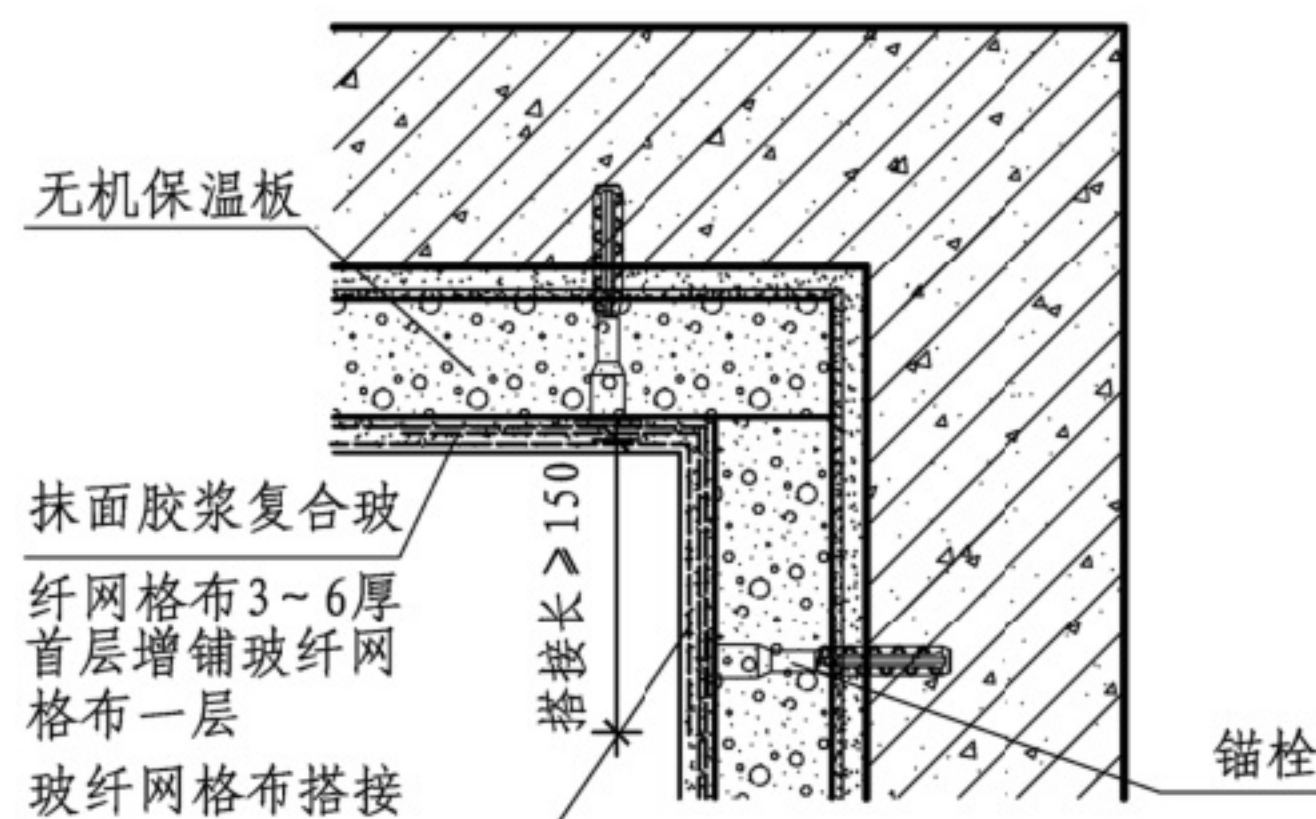 无机保温板
抹面胶浆复合玻
纤网格布3~6厚
首层增铺玻纤网
格布一层
玻纤网格布搭接
搭接长≥150
锚栓